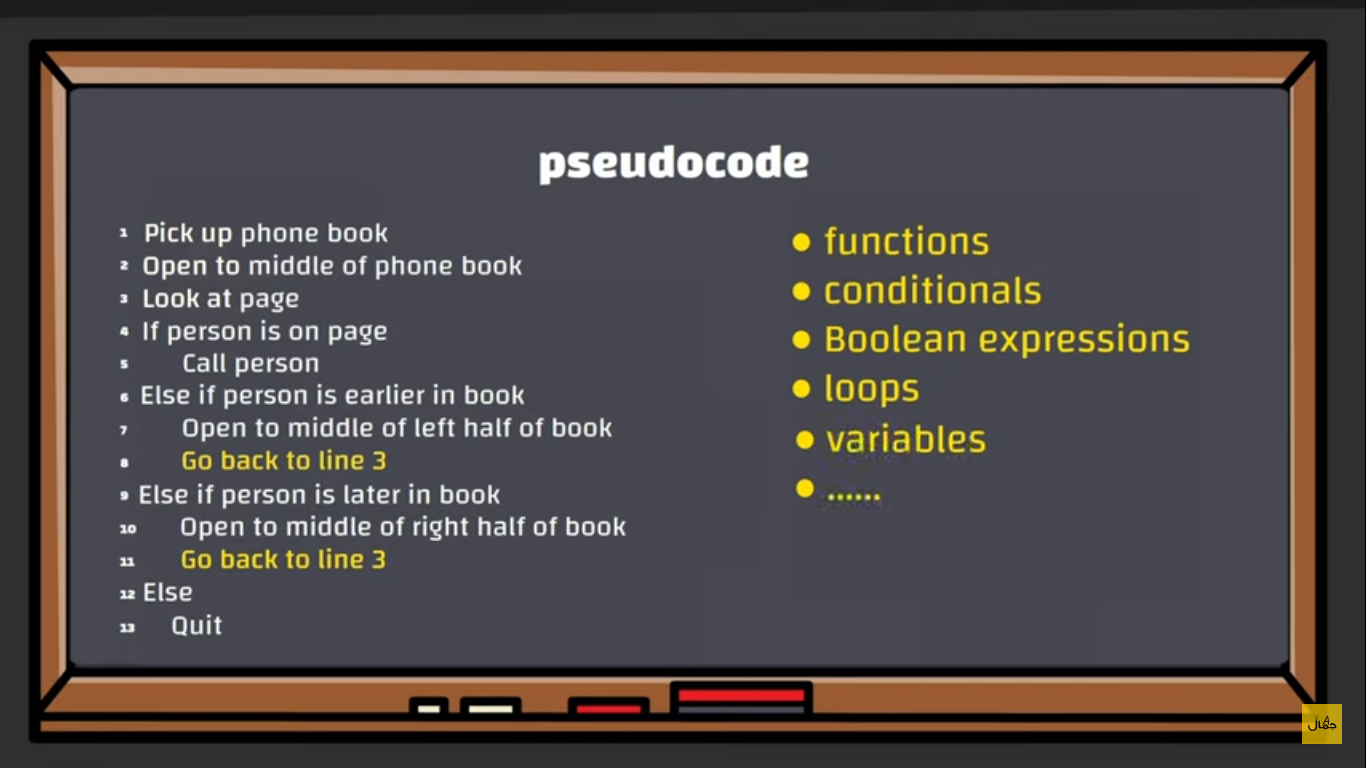 pseudocode
1 Pick up phone book
2 Open to middle of phone book
3 Look at page
4 If person is on page
5 Call person
6 Else if person is earlier in book
7 Open to middle of left half of book
8 Go back to line 3
9 Else if person is later in book
10 Open to middle of right half of book
11 Go back to line 3
12 Else
13 Quit
● functions
● conditionals
● Boolean expressions
● loops
● variables
● ......
جمال